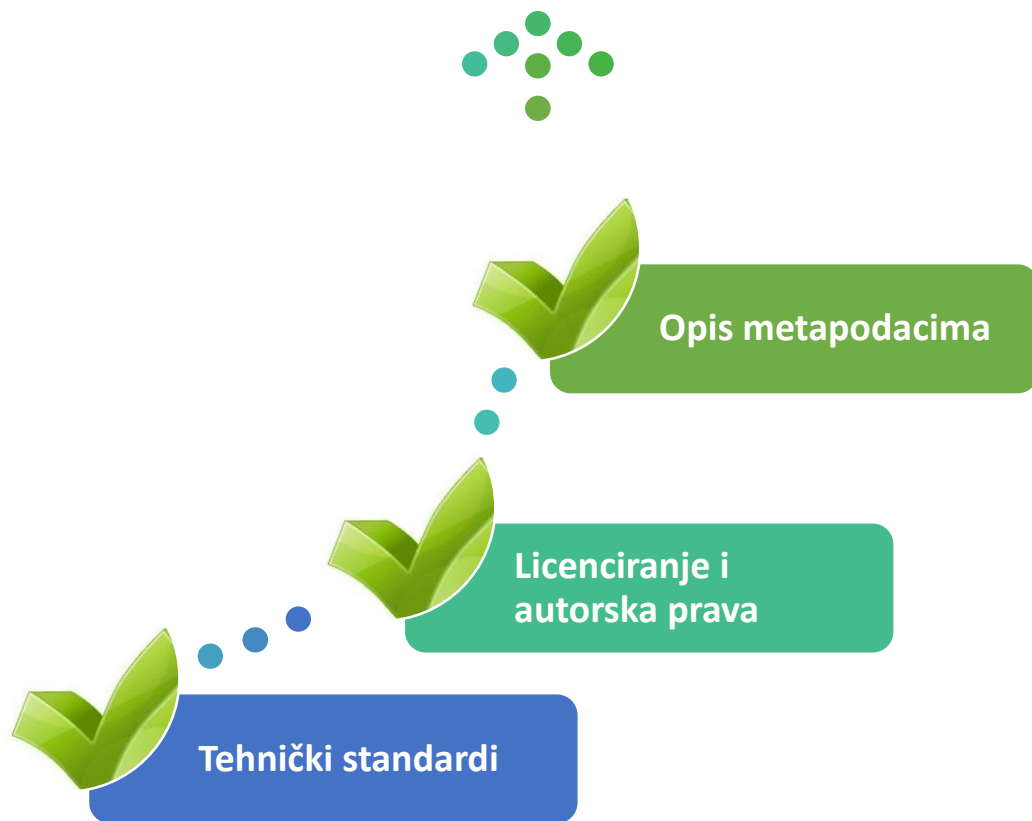 Opis metapodacima
Licenciranje i
autorska prava
Tehnički standardi